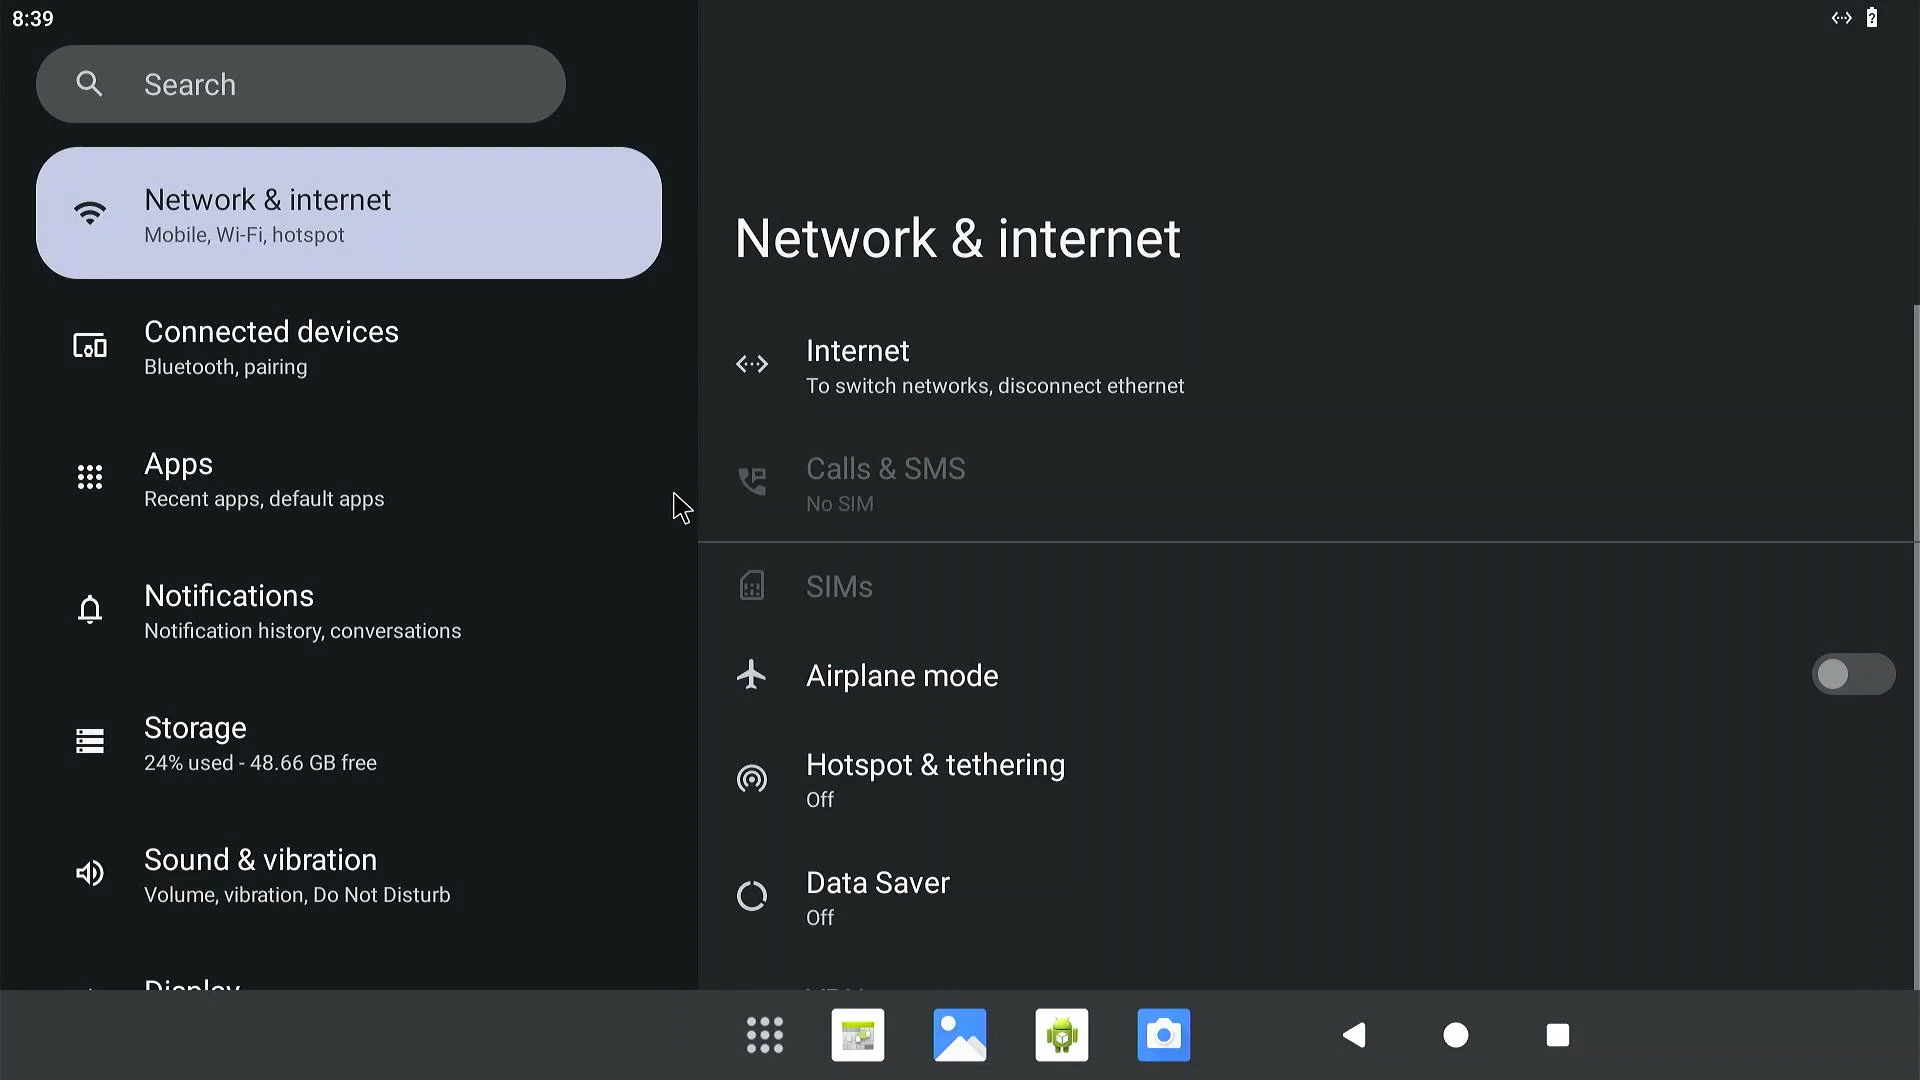 8:39
Search
Network & internet
Mobile, Wi-Fi, hotspot
Connected devices
Bluetooth, pairing
Apps
Recent apps, default apps
Notifications
Notification history, conversations
Storage
24% used - 48.66 GB free
Sound & vibration
Volume, vibration, Do Not Disturb
Display
Network & internet
Internet
To switch networks, disconnect ethernet
Calls & SMS
No SIM
SIMs
Airplane mode
Hotspot & tethering
Off
Data Saver
Off